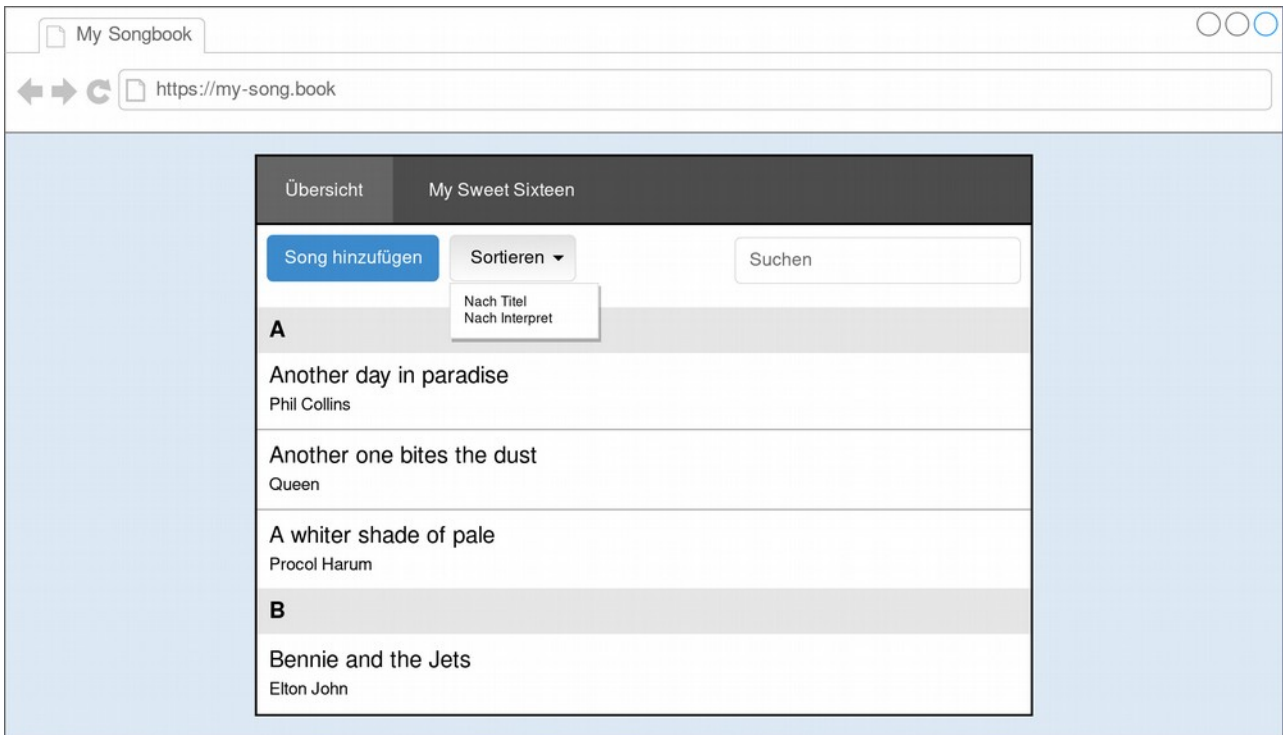 My Songbook
https://my-song.book
Übersicht My Sweet Sixteen
Song hinzufügen Sortieren Suchen
Nach Titel
Nach Interpret
A
Another day in paradise
Phil Collins
Another one bites the dust
Queen
A whiter shade of pale
Procol Harum
B
Bennie and the Jets
Elton John